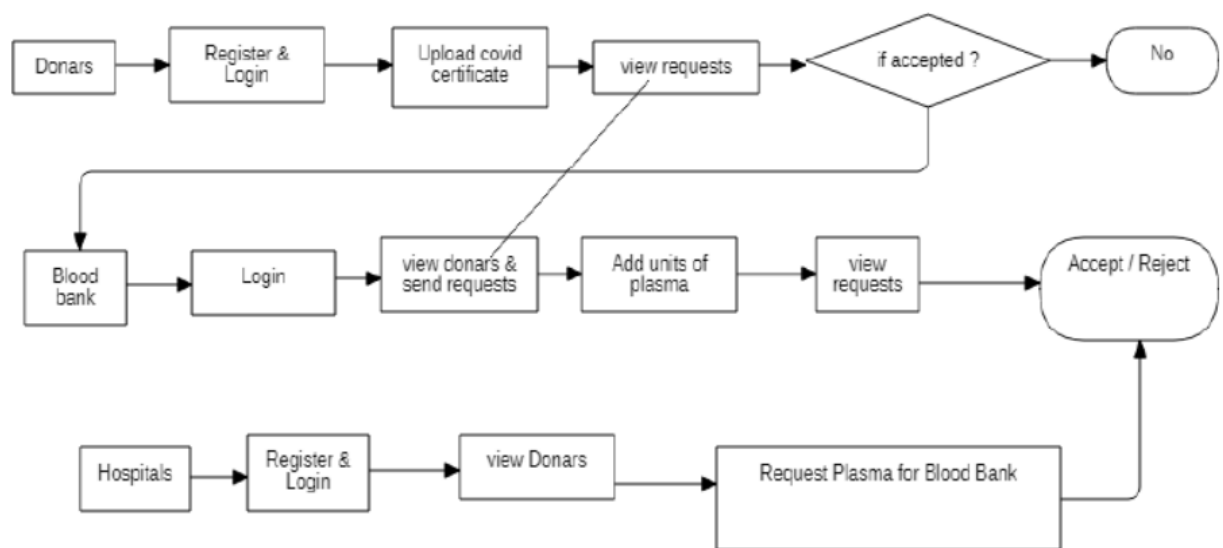 Donars
Register &
Login
Upload covid
certificate
view requests
if accepted ?
No
Blood
bank
Login
view donars &
send requests
Add units of
plasma
view
requests
Accept / Reject
Hospitals
Register &
Login
view Donars
Request Plasma for Blood Bank